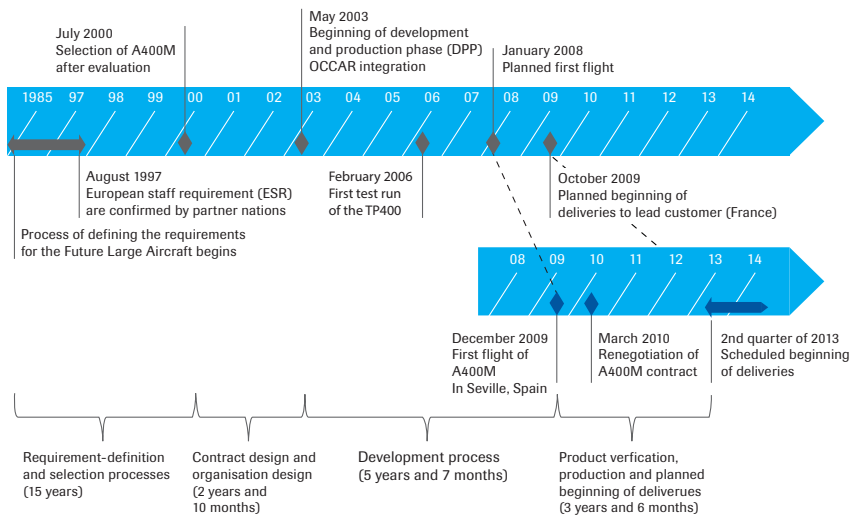 May 2003
Beginning of development
and production phase (DPP)
OCCAR integration
July 2000
Selection of A400M
after evaluation
January 2008
Planned first flight
1985 97 98 99 00 01 02 03 04 05 06 07 08 09 10 11 12 13 14
August 1997
European staff requirement (ESR)
are confirmed by partner nations
February 2006
First test run
of the TP400
October 2009
Planned beginning of
deliveries to lead customer (France)
Process of defining the requirements
for the Future Large Aircraft begins
08 09 10 11 12 13 14
December 2009
First flight of
A400M
In Seville, Spain
March 2010
Renegotiation of
A400M contract
2nd quarter of 2013
Scheduled beginning
of deliveries
Requirement-definition
and selection processes
(15 years)
Contract design and
organisation design
(2 years and
10 months)
Development process
(5 years and 7 months)
Product verfication,
production and planned
beginning of deliverues
(3 years and 6 months)